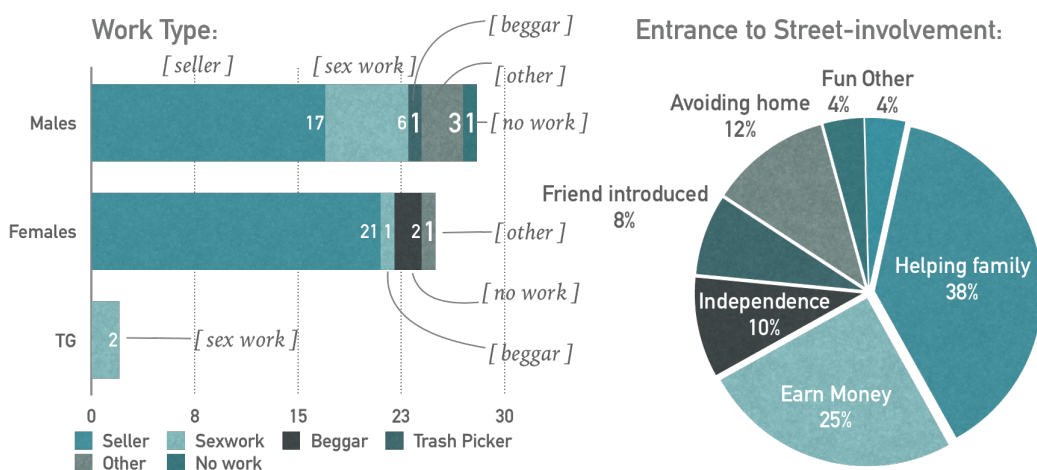 Work Type:
[ seller ]
[ sex work ]
[ beggar ]
[ other ]
[ no work ]
Males
17
6
1
3
1
Females
21
1
2
1
[ other ]
[ no work ]
[ beggar ]
TG
2
[ sex work ]
0 8 15 23 30
Seller Sexwork Beggar Trash Picker
Other No work
Entrance to Street-involvement:
Fun Other
4% 4%
Avoiding home
12%
Friend introduced
8%
Helping family
38%
Independence
10%
Earn Money
25%